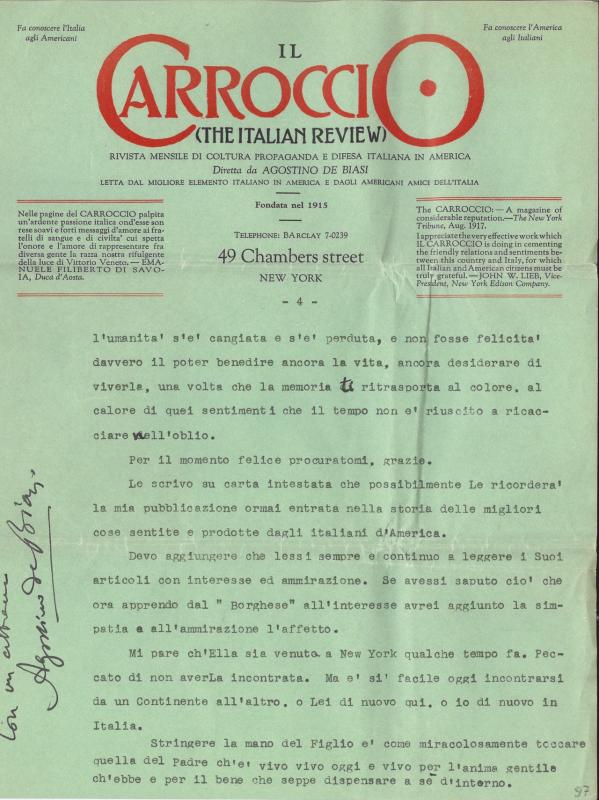 Fa conoscere l'Italia
agli Americani
Fa conoscere l'America
agli Italiani
IL
CARROCCIO
(THE ITALIAN REVIEW)
RIVISTA MENSILE DI COLTURA PROPAGANDA E DIFESA ITALIANA IN AMERICA
Diretta da AGOSTINO DE BIASI
LETTA DAL MIGLIORE ELEMENTO ITALIANO IN AMERICA E DAGLI AMERICANI AMICI DELL'ITALIA
Nelle pagine del CARROCCIO palpita
un'ardente passione italica ond'esse son
rese soavi e forti messaggi d'amore ai fra-
telli di sangue e di civilta' cui spetta
l'onore e l'amore di rappresentare fra
diversa gente la razza nostra rifulgente
della luce di Vittorio Veneto.— EMA-
NUELE FILIBERTO DI SAVO-
IA, Duca d'Aosta.
Fondata nel 1915
TELEPHONE: BARCLAY 7-0239
49 Chambers street
NEW YORK
The CARROCCIO:— A magazine of
considerable reputation.—The New York
Tribune, Aug. 1917.
I appreciate the very effective work which
IL CARROCCIO is doing in cementing
the friendly relations and sentiments be-
tween this country and Italy, for which
all Italian and American citizens must be
truly grateful.—JOHN W. LIEB, Vice-
President, New York Edison Company.
- 4 -
l'umanita' s'e' cangiata e s'e' perduta, e non fosse felicita'
davvero il poter benedire ancora la vita, ancora desiderare di
viverla, una volta che la memoria ti ritrasporta al colore, al
calore di quei sentimenti che il tempo non e' riuscito a ricac-
ciare nell'oblio.
Per il momento felice procuratomi, grazie.
Le scrivo su carta intestata che possibilmente Le ricordera'
la mia pubblicazione ormai entrata nella storia delle migliori
cose sentite e prodotte dagli italiani d'America.
Devo aggiungere che lessi sempre e continuo a leggere i Suoi
articoli con interesse ed ammirazione. Se avessi saputo cio' che
ora apprendo dal " Borghese" all'interesse avrei aggiunto la sim-
patia e all'ammirazione l'affetto.
Mi pare ch'Ella sia venuta a New York qualche tempo fa. Pec-
cato di non averLa incontrata. Ma e' si' facile oggi incontrarsi
da un Continente all'altro, o Lei di nuovo qui, o io di nuovo in
Italia.
Stringere la mano del Figlio e' come miracolosamente toccare
quella del Padre ch'e' vivo vivo oggi e vivo per l'anima gentile
ch'ebbe e per il bene che seppe dispensare a se d'intorno.
Agostino de Biasi
97